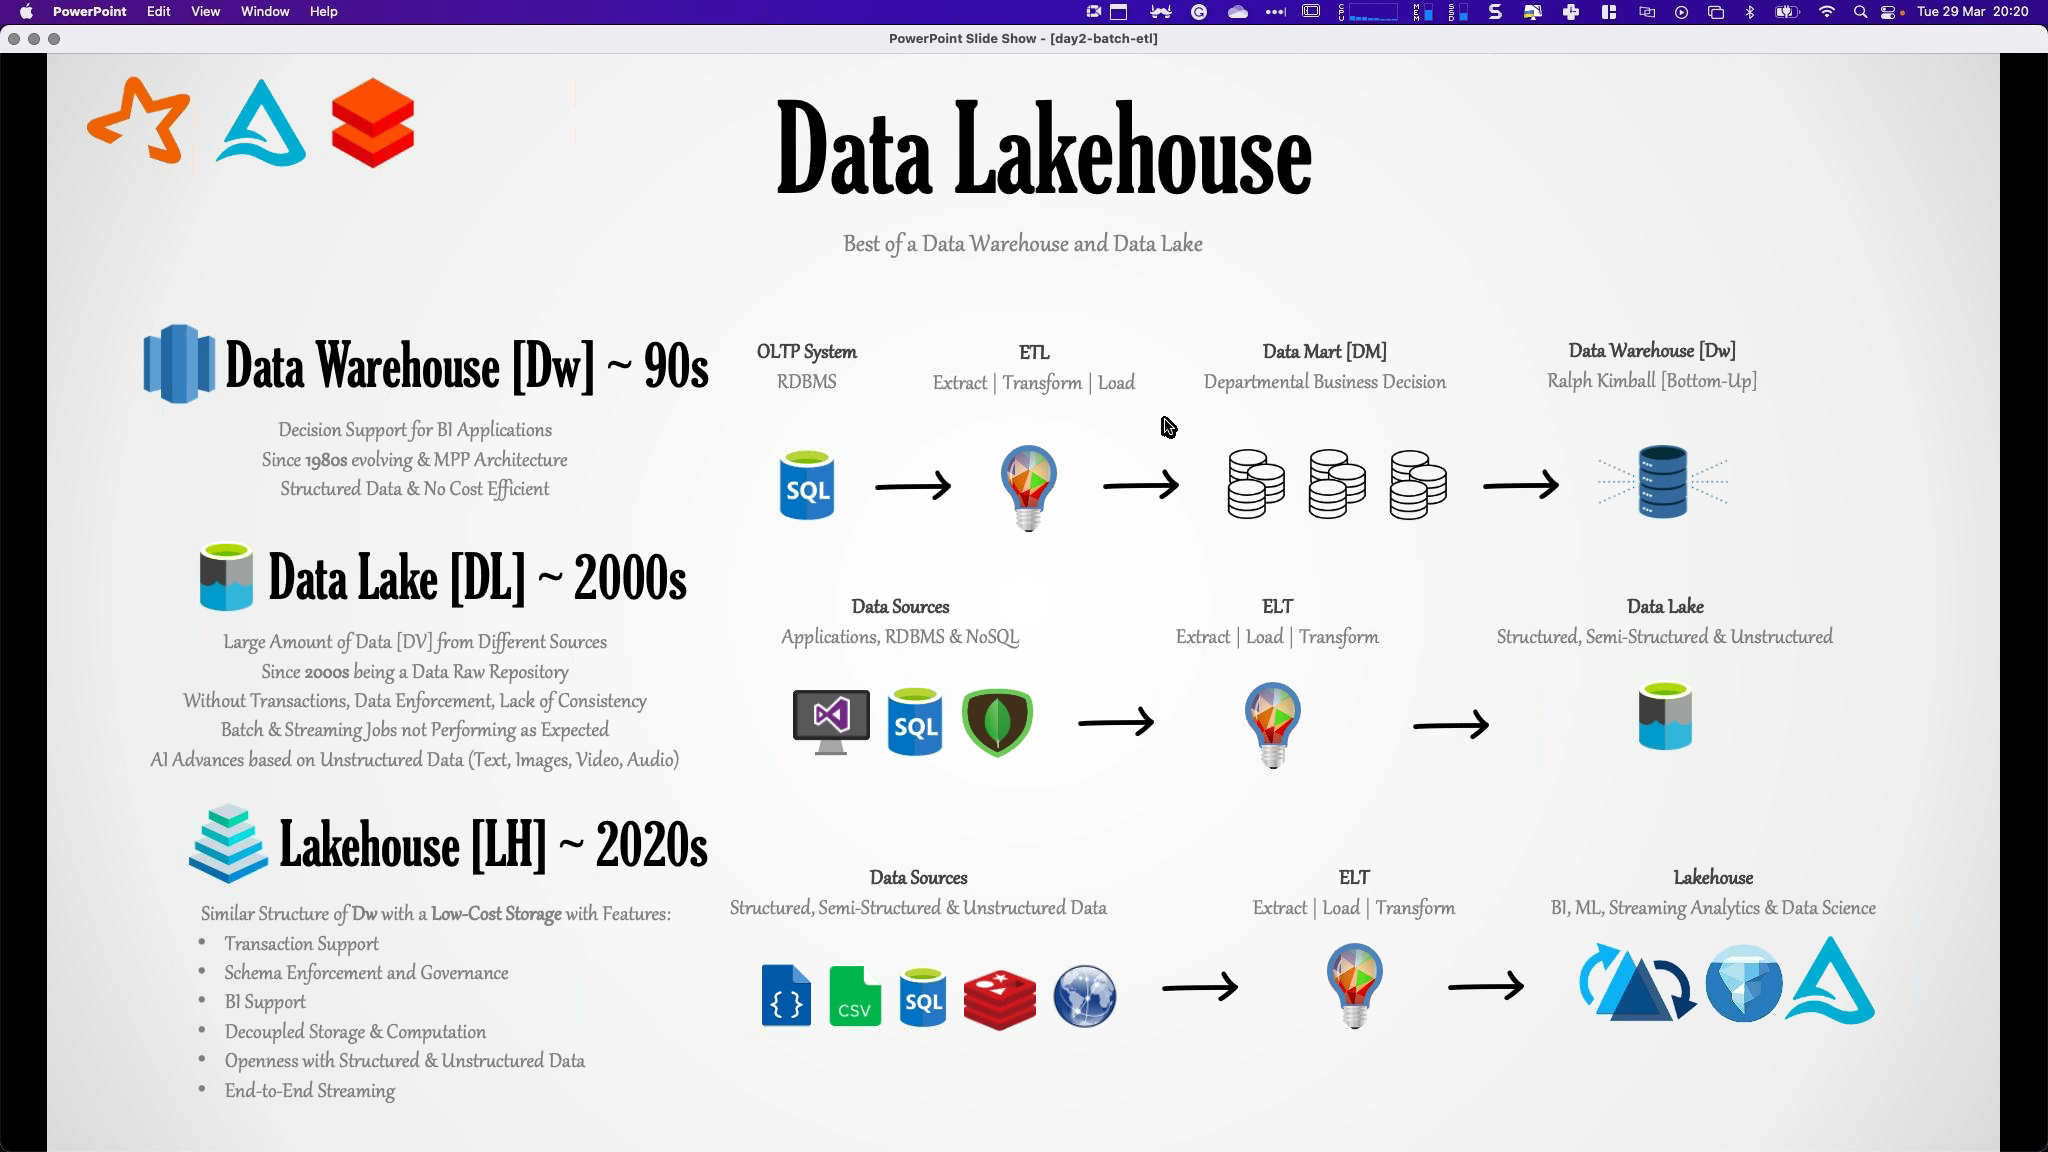 PowerPoint Edit View Window Help
Tue 29 Mar 20:20
PowerPoint Slide Show - [day2-batch-etl]
Data Lakehouse
Best of a Data Warehouse and Data Lake
Data Warehouse [Dw] ~ 90s
Decision Support for BI Applications
Since 1980s evolving & MPP Architecture
Structured Data & No Cost Efficient
OLTP System
RDBMS
ETL
Extract | Transform | Load
Data Mart [DM]
Departmental Business Decision
Data Warehouse [Dw]
Ralph Kimball [Bottom-Up]
SQL
Data Lake [DL] ~ 2000s
Large Amount of Data [DV] from Different Sources
Since 2000s being a Data Raw Repository
Without Transactions, Data Enforcement, Lack of Consistency
Batch & Streaming Jobs not Performing as Expected
AI Advances based on Unstructured Data (Text, Images, Video, Audio)
Data Sources
Applications, RDBMS & NoSQL
ELT
Extract | Load | Transform
Data Lake
Structured, Semi-Structured & Unstructured
SQL
Lakehouse [LH] ~ 2020s
Similar Structure of Dw with a Low-Cost Storage with Features:
• Transaction Support
• Schema Enforcement and Governance
• BI Support
• Decoupled Storage & Computation
• Openness with Structured & Unstructured Data
• End-to-End Streaming
Data Sources
Structured, Semi-Structured & Unstructured Data
ELT
Extract | Load | Transform
Lakehouse
BI, ML, Streaming Analytics & Data Science
{ }
CSV
SQL